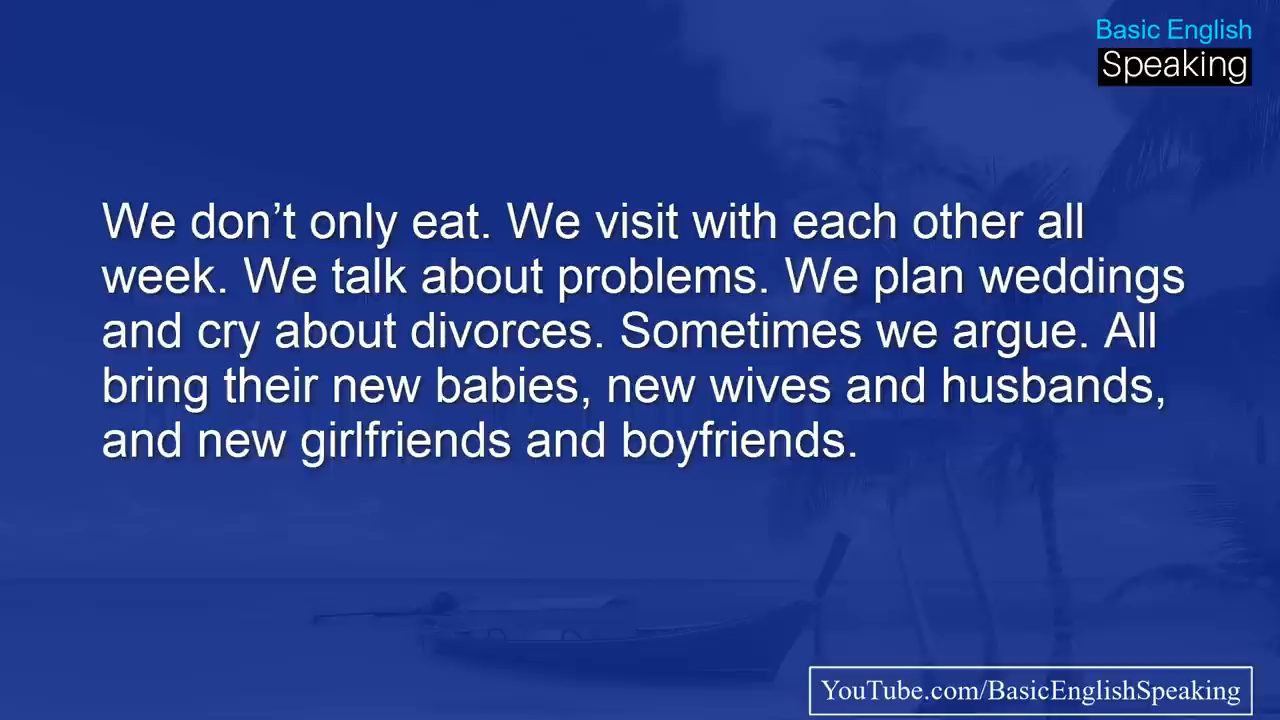 Basic English
Speaking
We don’t only eat. We visit with each other all
week. We talk about problems. We plan weddings
and cry about divorces. Sometimes we argue. All
bring their new babies, new wives and husbands,
and new girlfriends and boyfriends.
YouTube.com/BasicEnglishSpeaking